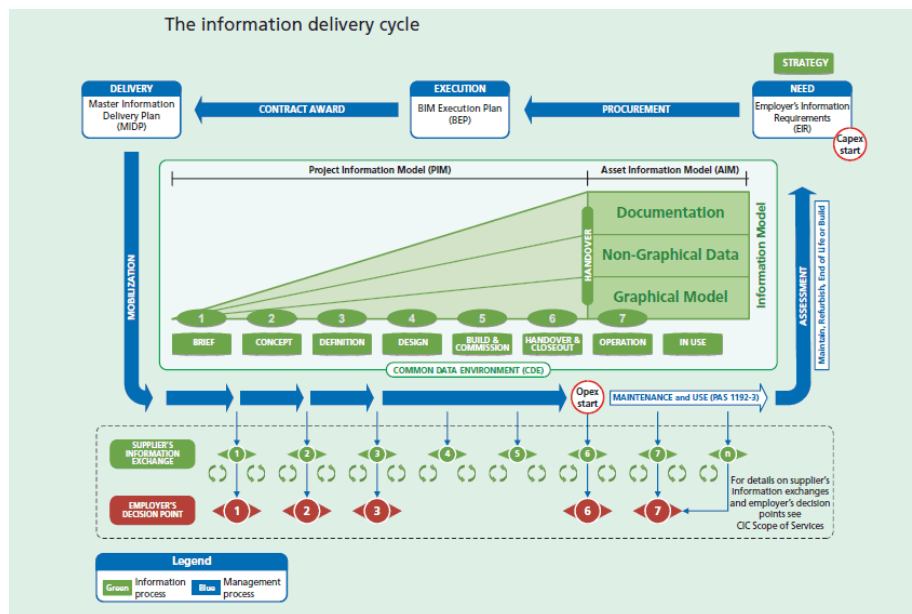 The information delivery cycle
STRATEGY
DELIVERY
Master Information
Delivery Plan
(MIDP)
CONTRACT AWARD
EXECUTION
BIM Execution Plan
(BEP)
PROCUREMENT
NEED
Employer's Information
Requirements
(EIR)
Capex
start
Project Information Model (PIM)
Asset Information Model (AIM)
Documentation
Non-Graphical Data
Graphical Model
HANDOVER
Information Model
MOBILIZATION
ASSESSMENT
Maintain, Refurbish, End of Life or Build
1 2 3 4 5 6 7
BRIEF
CONCEPT
DEFINITION
DESIGN
BUILD &
COMMISSION
HANDOVER &
CLOSEOUT
OPERATION
IN USE
COMMON DATA ENVIRONMENT (CDE)
Opex
start
MAINTENANCE and USE (PAS 1192-3)
SUPPLIER'S
INFORMATION
EXCHANGE
1 2 3 4 5 6 7 n
EMPLOYER'S
DECISION POINT
1 2 3 6 7
For details on supplier's
information exchanges
and employer's decision
points see
CIC Scope of Services
Legend
Green Information
process
Blue Management
process